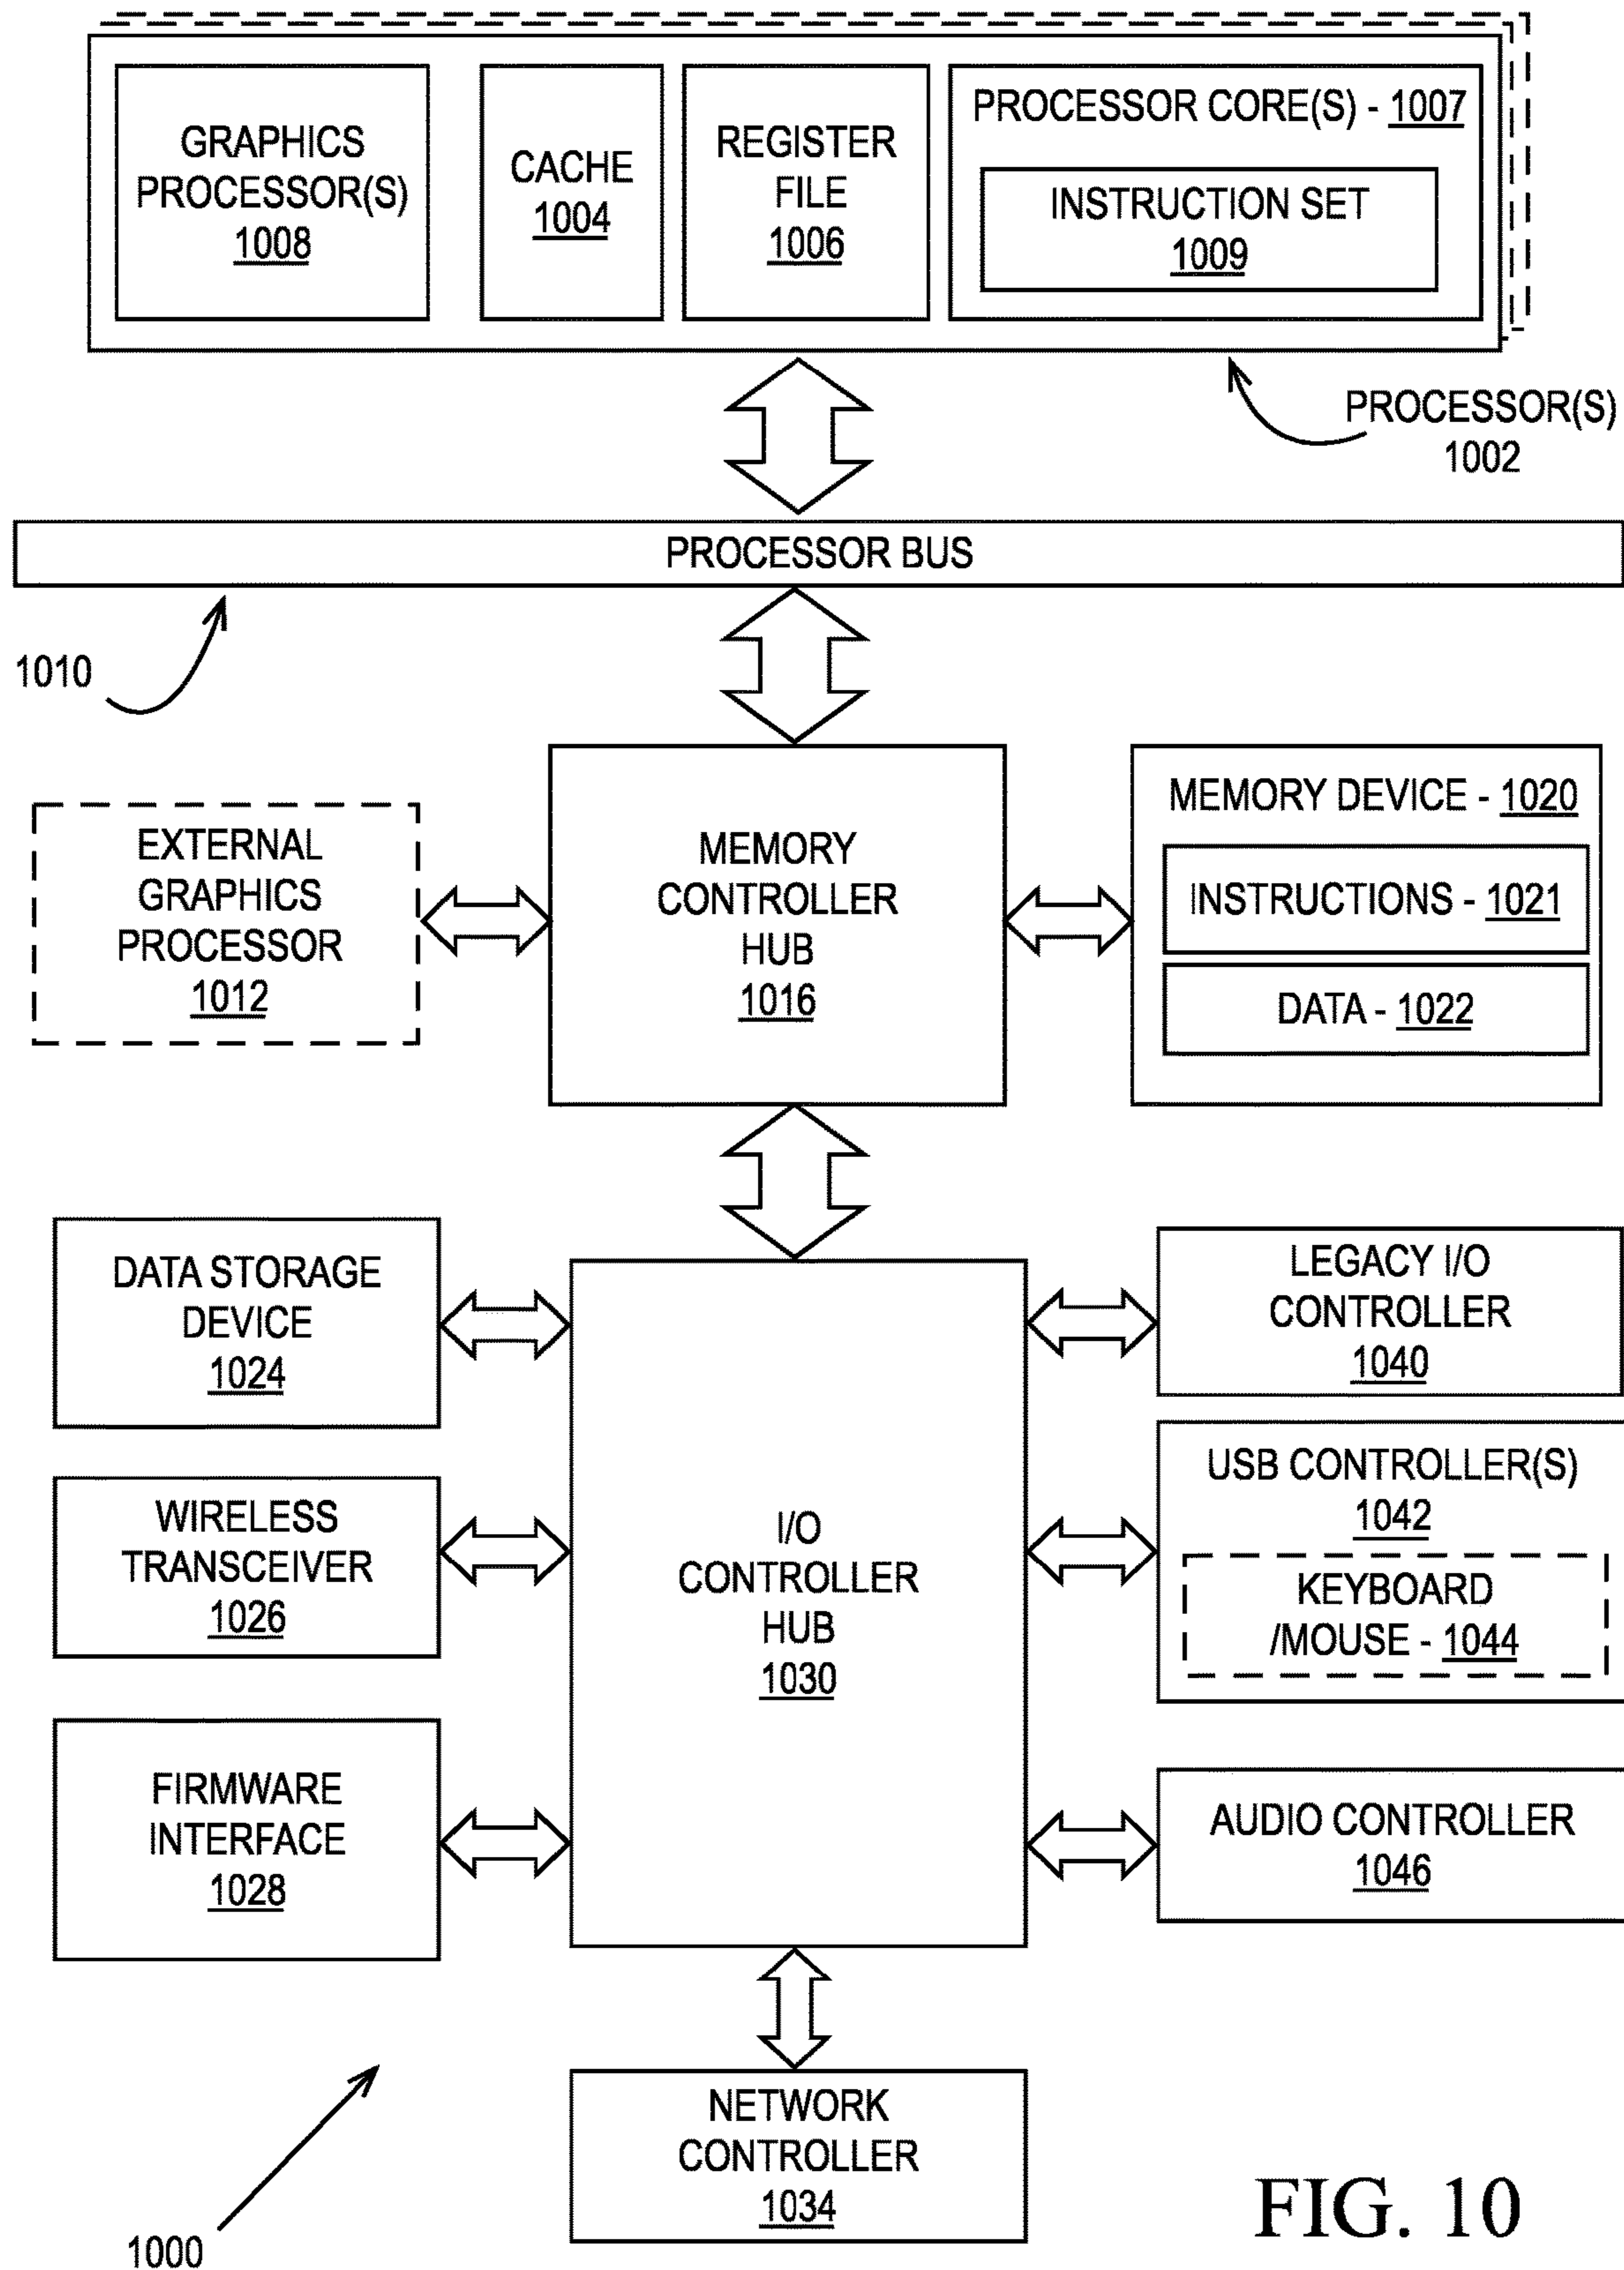 GRAPHICS
PROCESSOR(S)
1008
CACHE
1004
REGISTER
FILE
1006
PROCESSOR CORE(S) - 1007
INSTRUCTION SET
1009
PROCESSOR(S)
1002
PROCESSOR BUS
1010
EXTERNAL
GRAPHICS
PROCESSOR
1012
MEMORY
CONTROLLER
HUB
1016
MEMORY DEVICE - 1020
INSTRUCTIONS - 1021
DATA - 1022
DATA STORAGE
DEVICE
1024
WIRELESS
TRANSCEIVER
1026
FIRMWARE
INTERFACE
1028
I/O
CONTROLLER
HUB
1030
LEGACY I/O
CONTROLLER
1040
USB CONTROLLER(S)
1042
KEYBOARD
/MOUSE - 1044
AUDIO CONTROLLER
1046
NETWORK
CONTROLLER
1034
1000
FIG. 10